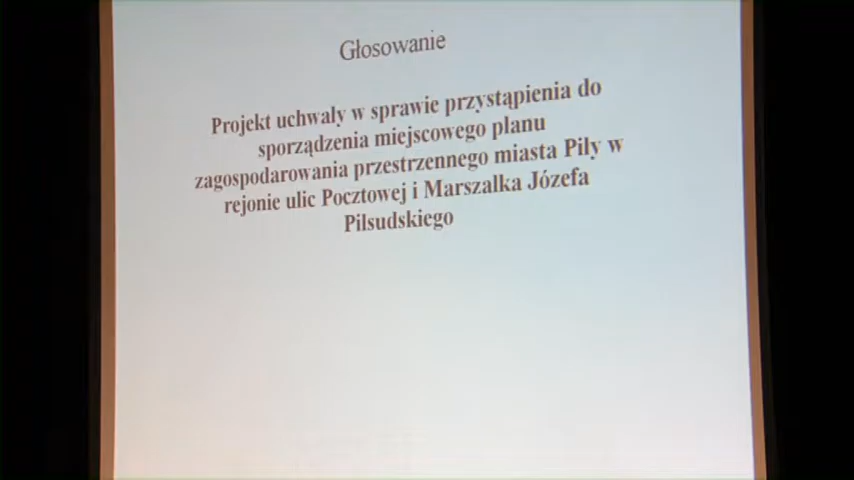 Głosowanie
Projekt uchwały w sprawie przystąpienia do
sporządzenia miejscowego planu
zagospodarowania przestrzennego miasta Piły w
rejonie ulic Pocztowej i Marszałka Józefa
Piłsudskiego